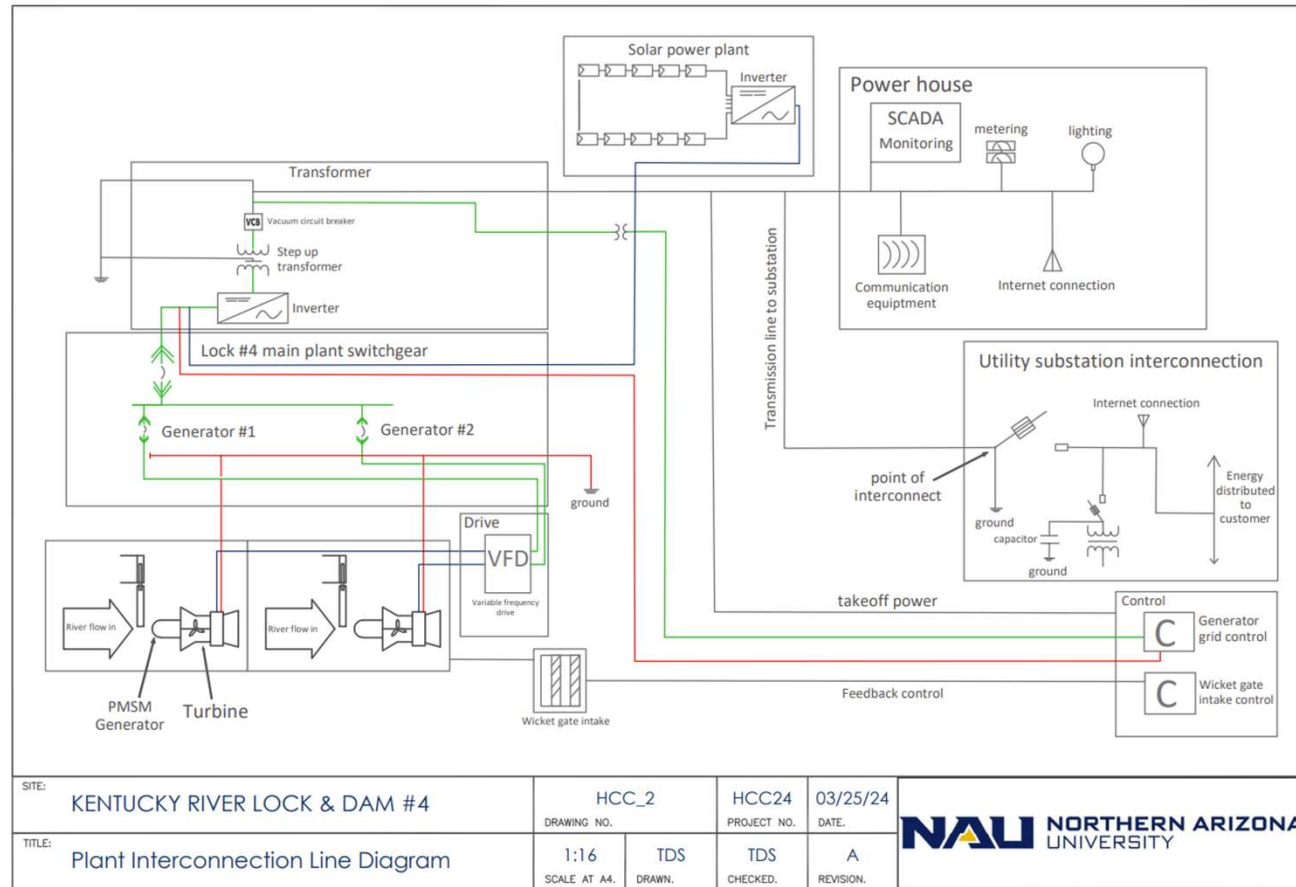 Solar power plant
Inverter
Power house
SCADA
Monitoring
metering
lighting
Communication
equiptment
Internet connection
Transformer
VCB
Vacuum circuit breaker
Step up
transformer
Inverter
Transmission line to substation
Lock #4 main plant switchgear
Generator #1
Generator #2
ground
Utility substation interconnection
Internet connection
point of
interconnect
ground
capacitor
ground
Energy
distributed
to
customer
Drive
VFD
Variable frequency
drive
River flow in
River flow in
PMSM
Generator
Turbine
Wicket gate intake
takeoff power
Feedback control
Control
C
Generator
grid control
C
Wicket gate
intake control
SITE:
KENTUCKY RIVER LOCK & DAM #4
HCC_2
DRAWING NO.
HCC24
PROJECT NO.
03/25/24
DATE.
TITLE:
Plant Interconnection Line Diagram
1:16
SCALE AT A4.
TDS
DRAWN.
TDS
CHECKED.
A
REVISION.
NAU
NORTHERN ARIZONA
UNIVERSITY